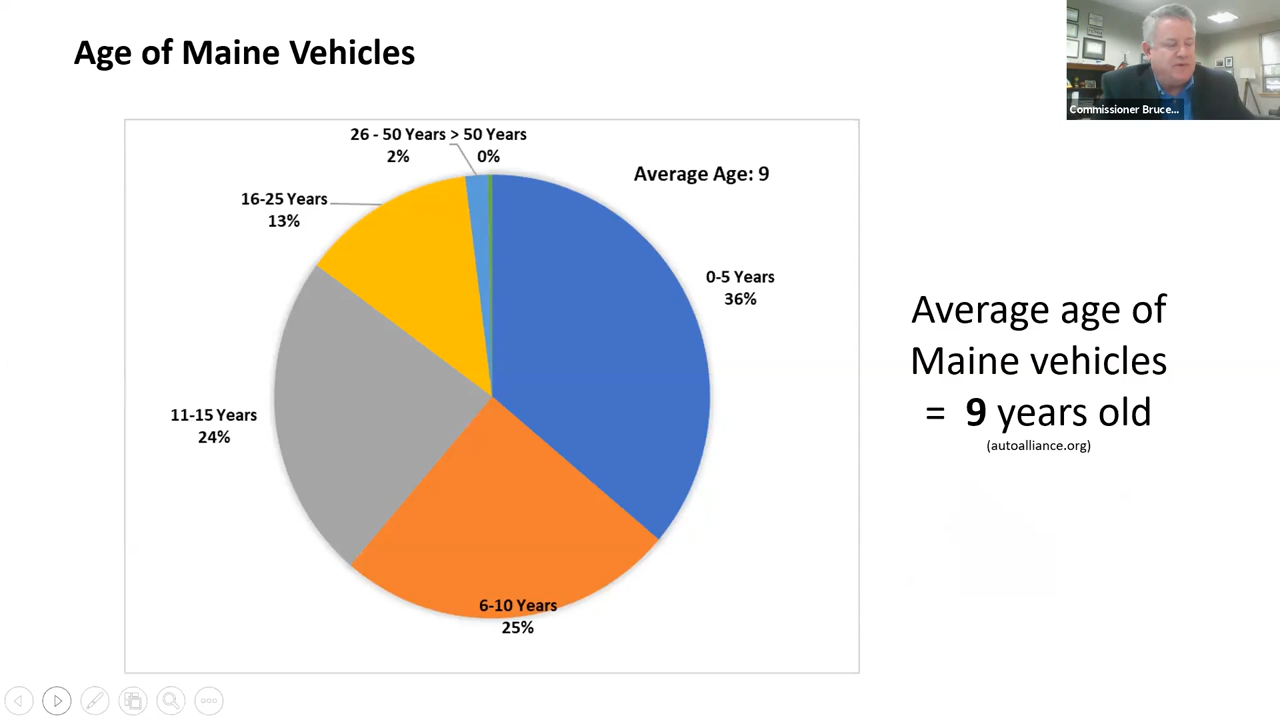 Age of Maine Vehicles
Commissioner Bruce...
26 - 50 Years > 50 Years
2% 0%
Average Age: 9
16-25 Years
13%
0-5 Years
36%
11-15 Years
24%
6-10 Years
25%
Average age of
Maine vehicles
= 9 years old
(autoalliance.org)